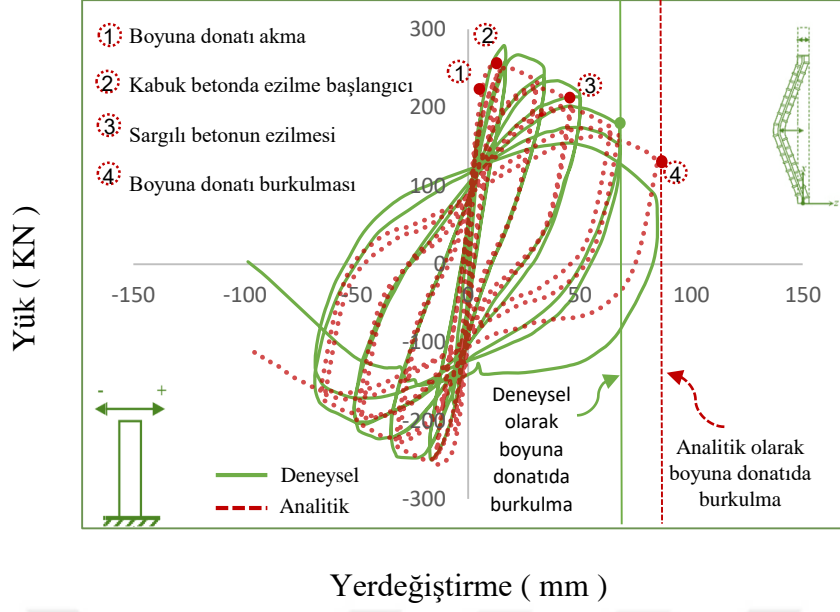 1 Boyuna donatı akma
2 Kabuk betonda ezilme başlangıcı
3 Sargılı betonun ezilmesi
4 Boyuna donatı burkulması
300
200
100
0
-100
-200
-300
-150
-100
-50
0
50
100
150
1
2
3
4
z
- +
Deneysel
Analitik
Deneysel
olarak
boyuna
donatıda
burkulma
Analitik olarak
boyuna donatıda
burkulma
Yük ( KN )
Yerdeğiştirme ( mm )